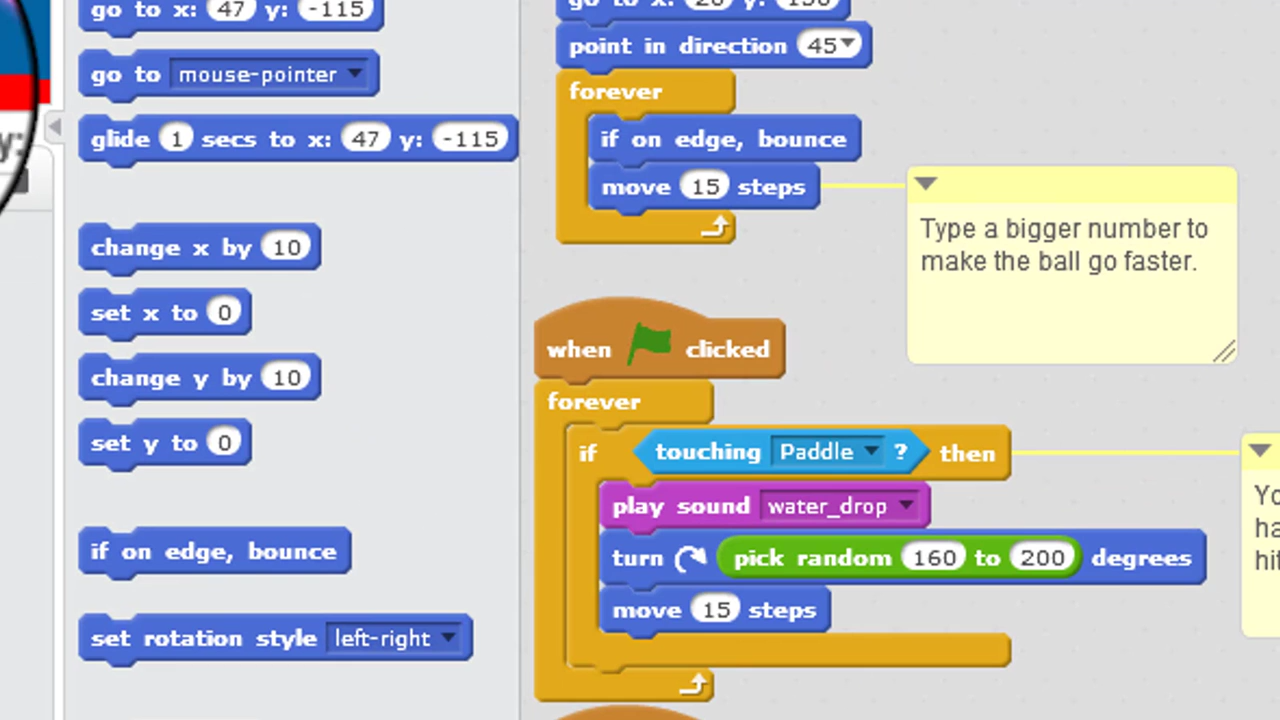 go to x: 47 y: -115
go to mouse-pointer
glide 1 secs to x: 47 y: -115
y:
change x by 10
set x to 0
change y by 10
set y to 0
if on edge, bounce
set rotation style left-right
go to x: 20 y: 150
point in direction 45
forever
if on edge, bounce
move 15 steps
Type a bigger number to
make the ball go faster.
when clicked
forever
if touching Paddle ? then
play sound water_drop
turn pick random 160 to 200 degrees
move 15 steps